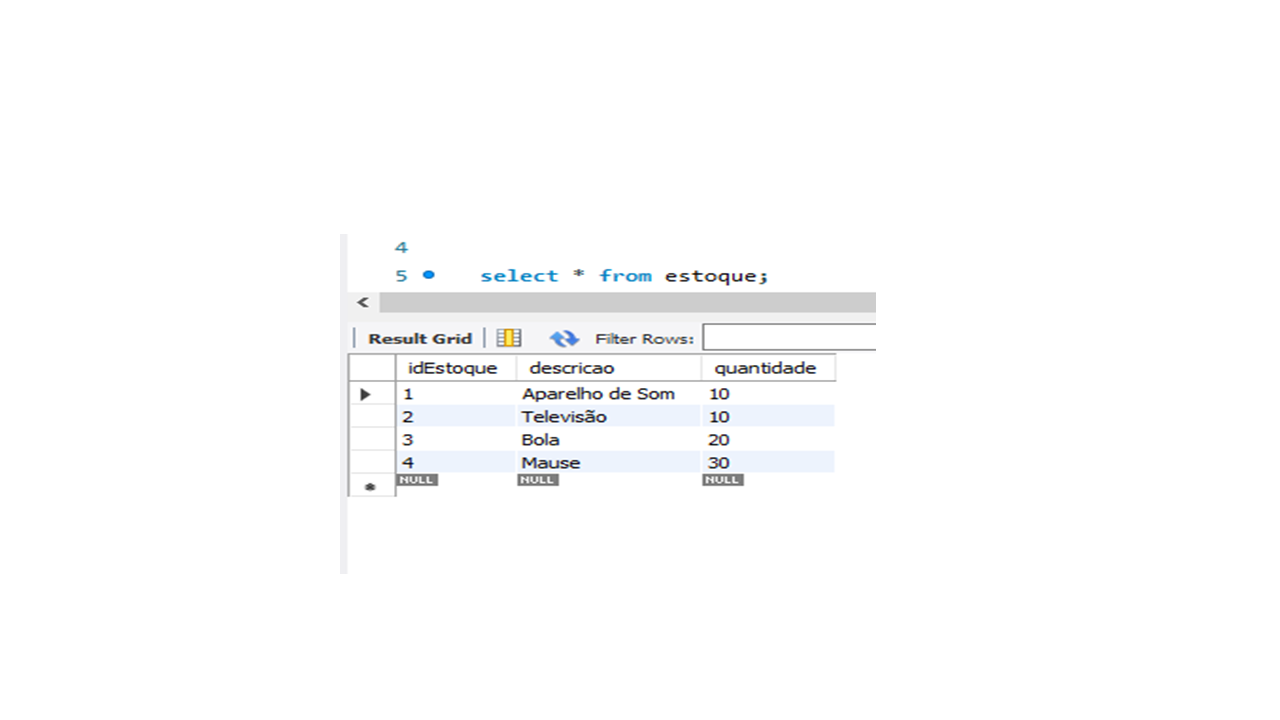 4
5 select * from estoque;
Result Grid Filter Rows:
idEstoque descricao quantidade
1 Aparelho de Som 10
2 Televisão 10
3 Bola 20
4 Mause 30
NULL NULL NULL